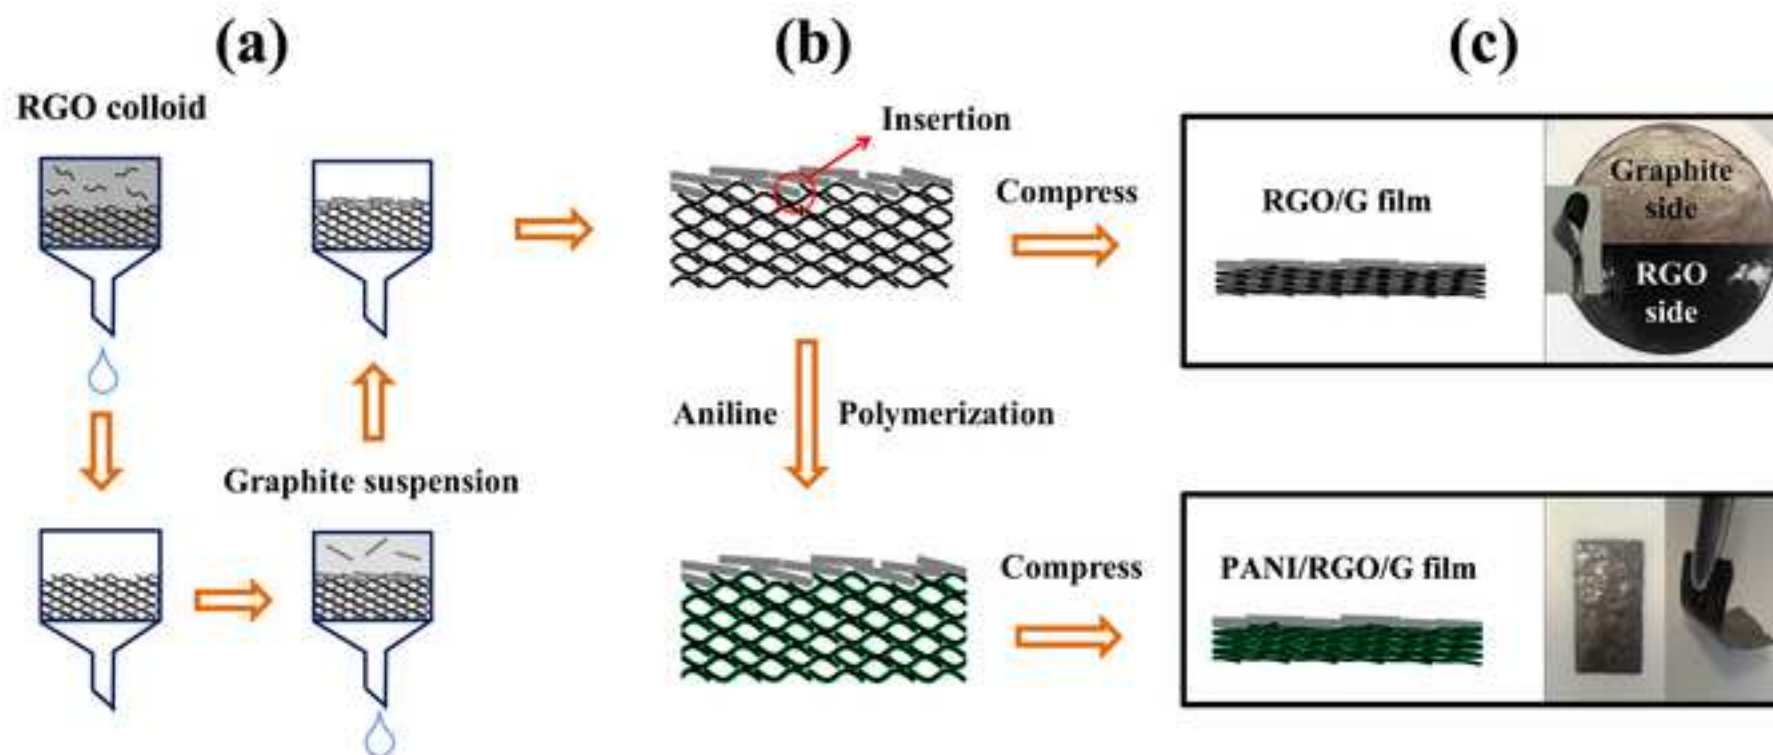 (a)
(b)
(c)
RGO colloid
Graphite suspension
Insertion
Compress
Aniline
Polymerization
Compress
RGO/G film
Graphite
side
RGO
side
PANI/RGO/G film